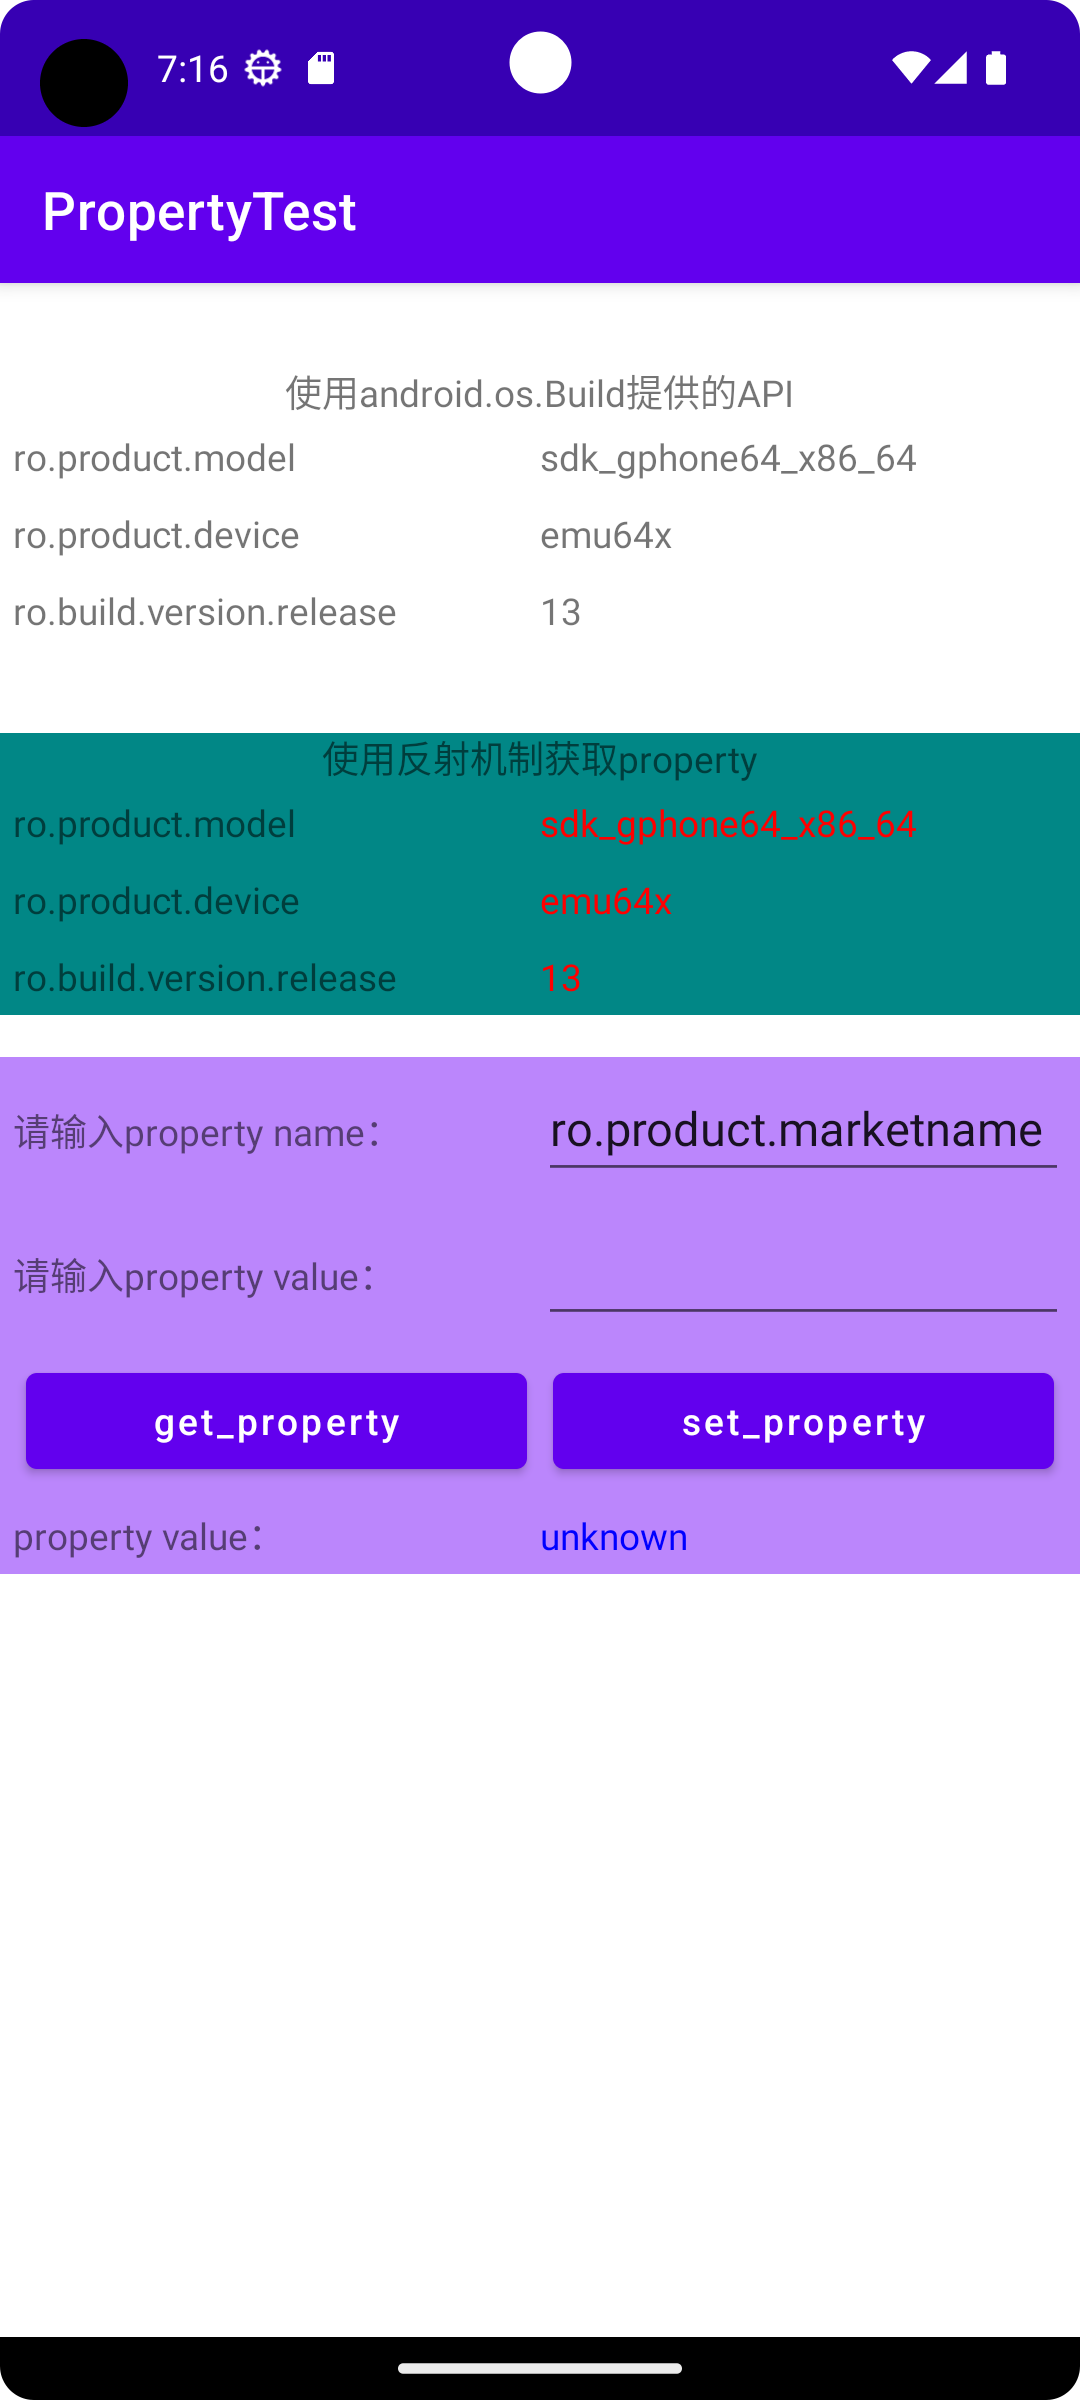 7:16
PropertyTest
使用android.os.Build提供的API
ro.product.model sdk_gphone64_x86_64
ro.product.device emu64x
ro.build.version.release 13
使用反射机制获取property
ro.product.model sdk_gphone64_x86_64
ro.product.device emu64x
ro.build.version.release 13
请输入property name： ro.product.marketname
请输入property value：
get_property set_property
property value： unknown